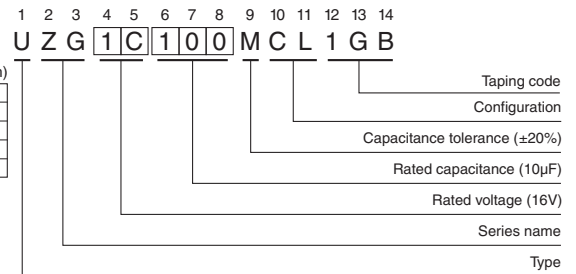 1 2 3 4 5 6 7 8 9 10 11 12 13 14
U Z G 1 C 1 0 0 M C L 1 G B
)
Taping code
Configuration
Capacitance tolerance (±20%)
Rated capacitance (10µF)
Rated voltage (16V)
Series name
Type